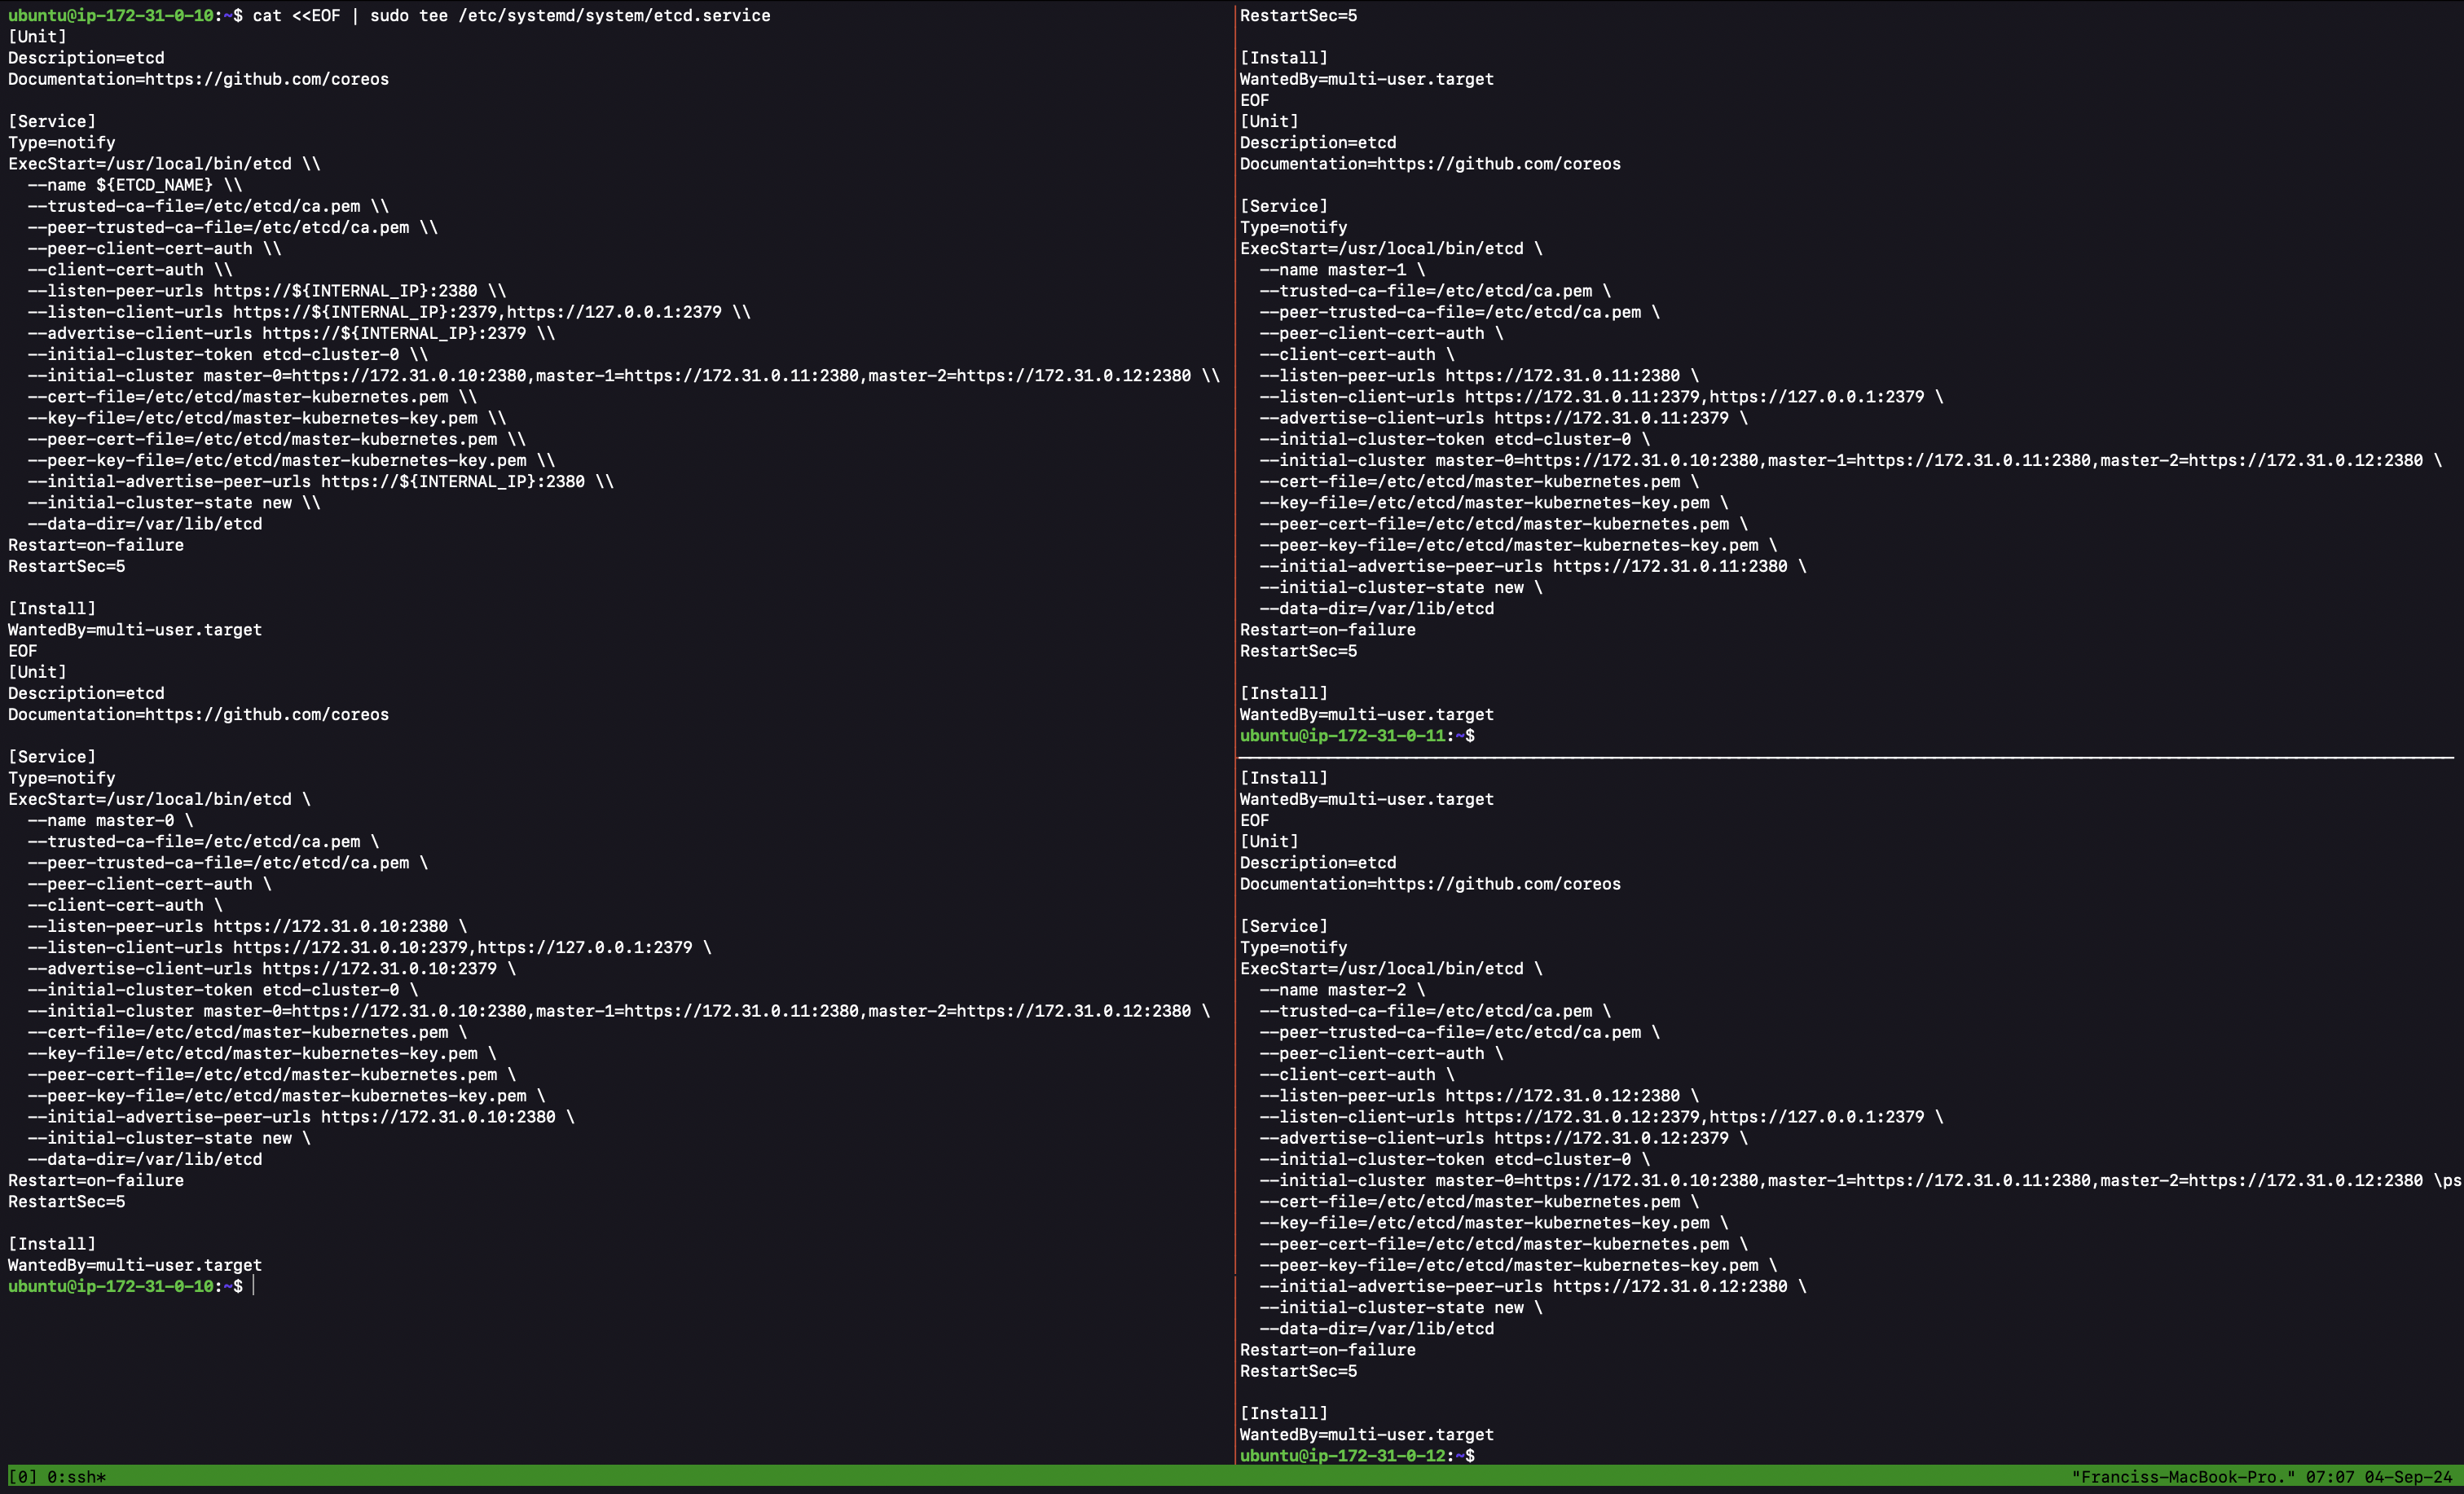 ubuntu@ip-172-31-0-10:~$ cat <<EOF | sudo tee /etc/systemd/system/etcd.service
[Unit]
Description=etcd
Documentation=https://github.com/coreos

[Service]
Type=notify
ExecStart=/usr/local/bin/etcd \\
  --name ${ETCD_NAME} \\
  --trusted-ca-file=/etc/etcd/ca.pem \\
  --peer-trusted-ca-file=/etc/etcd/ca.pem \\
  --peer-client-cert-auth \\
  --client-cert-auth \\
  --listen-peer-urls https://${INTERNAL_IP}:2380 \\
  --listen-client-urls https://${INTERNAL_IP}:2379,https://127.0.0.1:2379 \\
  --advertise-client-urls https://${INTERNAL_IP}:2379 \\
  --initial-cluster-token etcd-cluster-0 \\
  --initial-cluster master-0=https://172.31.0.10:2380,master-1=https://172.31.0.11:2380,master-2=https://172.31.0.12:2380 \\
  --cert-file=/etc/etcd/master-kubernetes.pem \\
  --key-file=/etc/etcd/master-kubernetes-key.pem \\
  --peer-cert-file=/etc/etcd/master-kubernetes.pem \\
  --peer-key-file=/etc/etcd/master-kubernetes-key.pem \\
  --initial-advertise-peer-urls https://${INTERNAL_IP}:2380 \\
  --initial-cluster-state new \\
  --data-dir=/var/lib/etcd
Restart=on-failure
RestartSec=5

[Install]
WantedBy=multi-user.target
EOF
[Unit]
Description=etcd
Documentation=https://github.com/coreos

[Service]
Type=notify
ExecStart=/usr/local/bin/etcd \
  --name master-0 \
  --trusted-ca-file=/etc/etcd/ca.pem \
  --peer-trusted-ca-file=/etc/etcd/ca.pem \
  --peer-client-cert-auth \
  --client-cert-auth \
  --listen-peer-urls https://172.31.0.10:2380 \
  --listen-client-urls https://172.31.0.10:2379,https://127.0.0.1:2379 \
  --advertise-client-urls https://172.31.0.10:2379 \
  --initial-cluster-token etcd-cluster-0 \
  --initial-cluster master-0=https://172.31.0.10:2380,master-1=https://172.31.0.11:2380,master-2=https://172.31.0.12:2380 \
  --cert-file=/etc/etcd/master-kubernetes.pem \
  --key-file=/etc/etcd/master-kubernetes-key.pem \
  --peer-cert-file=/etc/etcd/master-kubernetes.pem \
  --peer-key-file=/etc/etcd/master-kubernetes-key.pem \
  --initial-advertise-peer-urls https://172.31.0.10:2380 \
  --initial-cluster-state new \
  --data-dir=/var/lib/etcd
Restart=on-failure
RestartSec=5

[Install]
WantedBy=multi-user.target
ubuntu@ip-172-31-0-10:~$
RestartSec=5

[Install]
WantedBy=multi-user.target
EOF
[Unit]
Description=etcd
Documentation=https://github.com/coreos

[Service]
Type=notify
ExecStart=/usr/local/bin/etcd \
  --name master-1 \
  --trusted-ca-file=/etc/etcd/ca.pem \
  --peer-trusted-ca-file=/etc/etcd/ca.pem \
  --peer-client-cert-auth \
  --client-cert-auth \
  --listen-peer-urls https://172.31.0.11:2380 \
  --listen-client-urls https://172.31.0.11:2379,https://127.0.0.1:2379 \
  --advertise-client-urls https://172.31.0.11:2379 \
  --initial-cluster-token etcd-cluster-0 \
  --initial-cluster master-0=https://172.31.0.10:2380,master-1=https://172.31.0.11:2380,master-2=https://172.31.0.12:2380 \
  --cert-file=/etc/etcd/master-kubernetes.pem \
  --key-file=/etc/etcd/master-kubernetes-key.pem \
  --peer-cert-file=/etc/etcd/master-kubernetes.pem \
  --peer-key-file=/etc/etcd/master-kubernetes-key.pem \
  --initial-advertise-peer-urls https://172.31.0.11:2380 \
  --initial-cluster-state new \
  --data-dir=/var/lib/etcd
Restart=on-failure
RestartSec=5

[Install]
WantedBy=multi-user.target
ubuntu@ip-172-31-0-11:~$
[Install]
WantedBy=multi-user.target
EOF
[Unit]
Description=etcd
Documentation=https://github.com/coreos

[Service]
Type=notify
ExecStart=/usr/local/bin/etcd \
  --name master-2 \
  --trusted-ca-file=/etc/etcd/ca.pem \
  --peer-trusted-ca-file=/etc/etcd/ca.pem \
  --peer-client-cert-auth \
  --client-cert-auth \
  --listen-peer-urls https://172.31.0.12:2380 \
  --listen-client-urls https://172.31.0.12:2379,https://127.0.0.1:2379 \
  --advertise-client-urls https://172.31.0.12:2379 \
  --initial-cluster-token etcd-cluster-0 \
  --initial-cluster master-0=https://172.31.0.10:2380,master-1=https://172.31.0.11:2380,master-2=https://172.31.0.12:2380 \ps
  --cert-file=/etc/etcd/master-kubernetes.pem \
  --key-file=/etc/etcd/master-kubernetes-key.pem \
  --peer-cert-file=/etc/etcd/master-kubernetes.pem \
  --peer-key-file=/etc/etcd/master-kubernetes-key.pem \
  --initial-advertise-peer-urls https://172.31.0.12:2380 \
  --initial-cluster-state new \
  --data-dir=/var/lib/etcd
Restart=on-failure
RestartSec=5

[Install]
WantedBy=multi-user.target
ubuntu@ip-172-31-0-12:~$
[0] 0:ssh* "Franciss-MacBook-Pro." 07:07 04-Sep-24